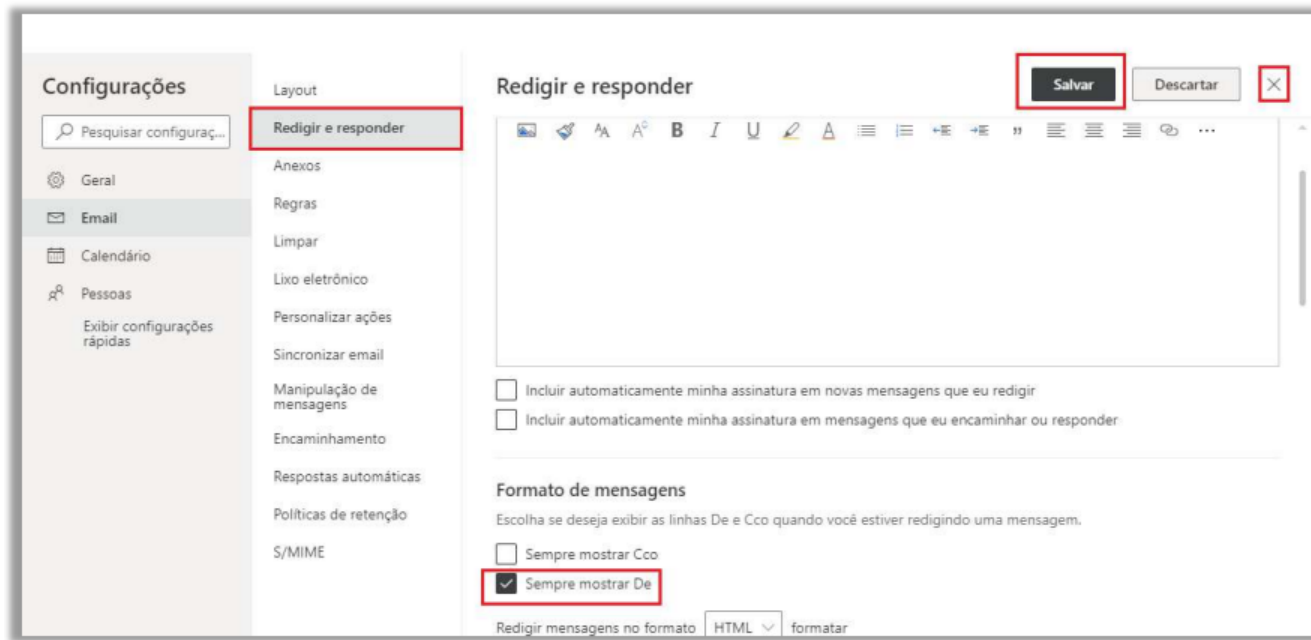 Configurações
Pesquisar configuraç...
Geral
Email
Calendário
Pessoas
Exibir configurações
rápidas
Layout
Redigir e responder
Anexos
Regras
Limpar
Lixo eletrônico
Personalizar ações
Sincronizar email
Manipulação de
mensagens
Encaminhamento
Respostas automáticas
Políticas de retenção
S/MIME
Redigir e responder
Salvar
Descartar
Incluir automaticamente minha assinatura em novas mensagens que eu redigir
Incluir automaticamente minha assinatura em mensagens que eu encaminhar ou responder
Formato de mensagens
Escolha se deseja exibir as linhas De e Cco quando você estiver redigindo uma mensagem.
Sempre mostrar Cco
Sempre mostrar De
Redigir mensagens no formato HTML formatar